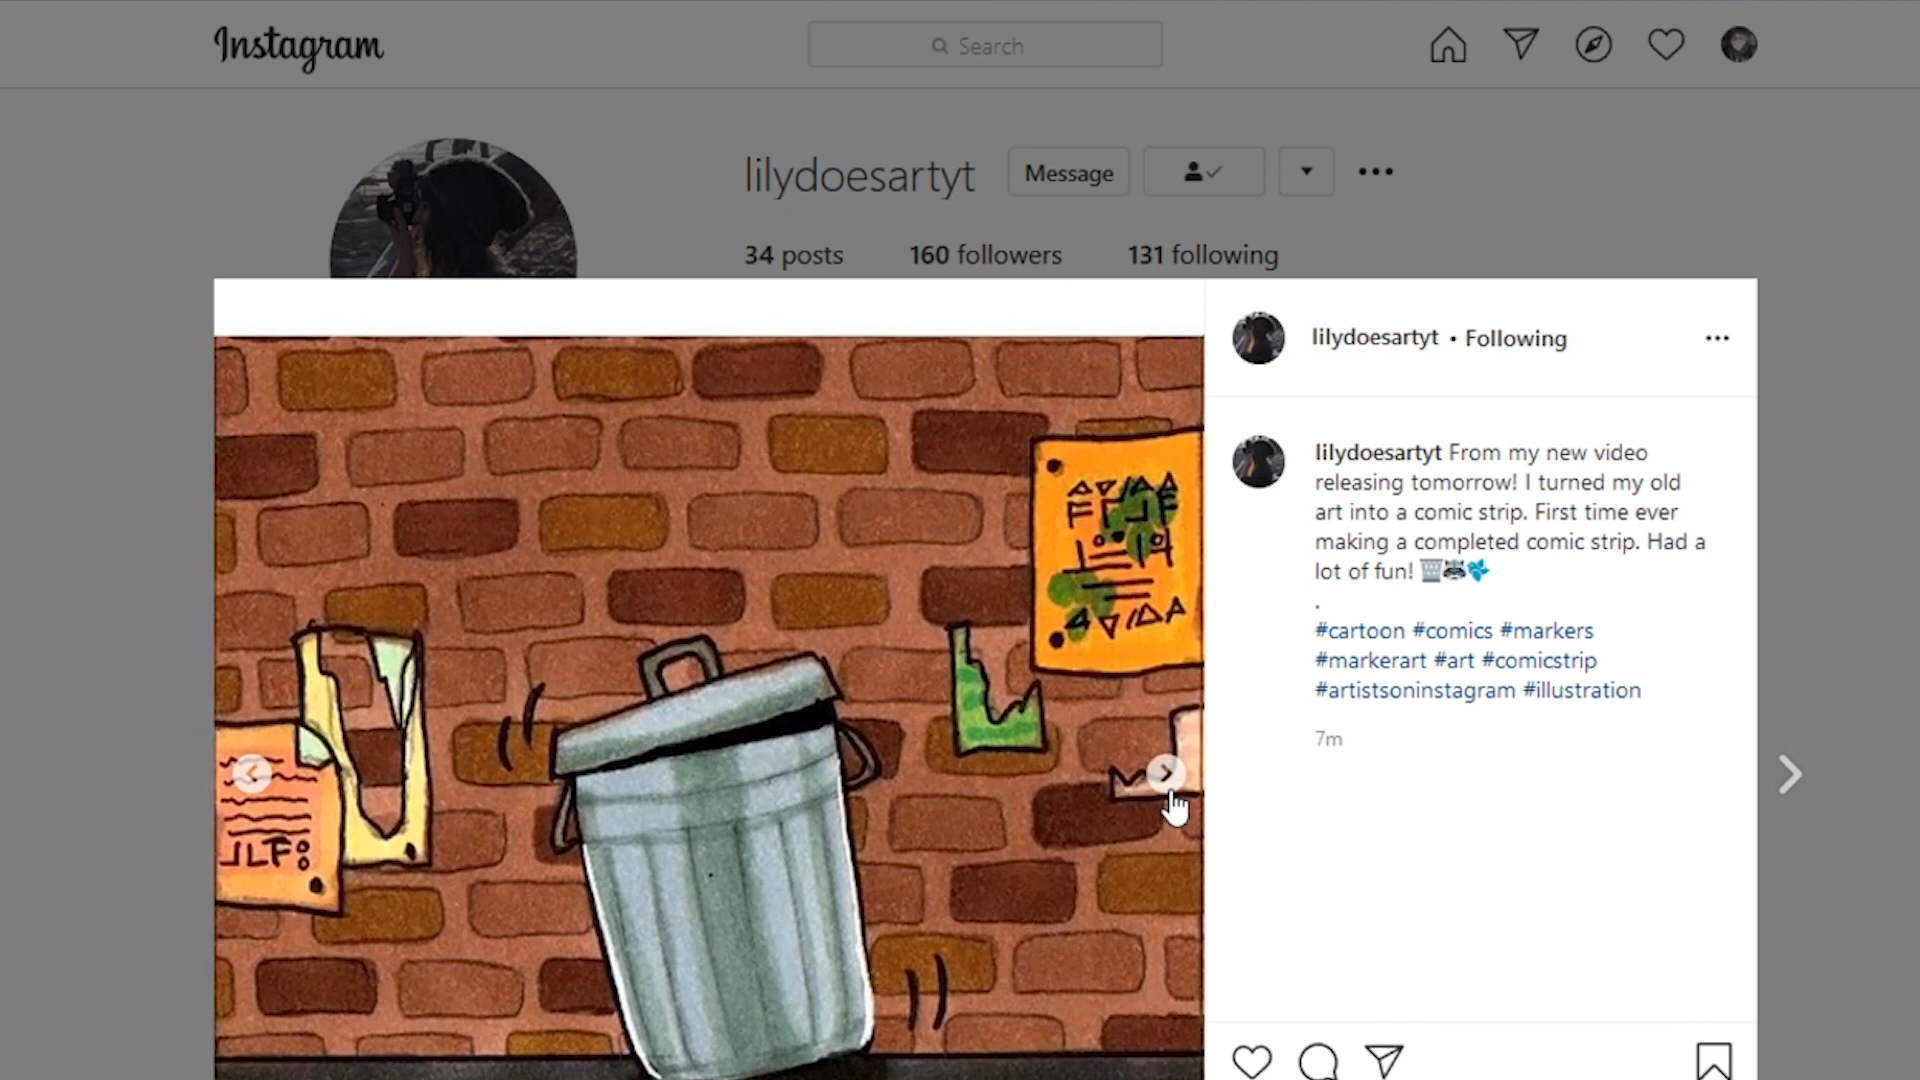 Instagram
Search
lilydoesartyt
Message
34 posts
160 followers
131 following
lilydoesartyt • Following
lilydoesartyt From my new video
releasing tomorrow! I turned my old
art into a comic strip. First time ever
making a completed comic strip. Had a
lot of fun! 🗑️🦝🍃
.
#cartoon #comics #markers
#markerart #art #comicstrip
#artistsoninstagram #illustration
7m